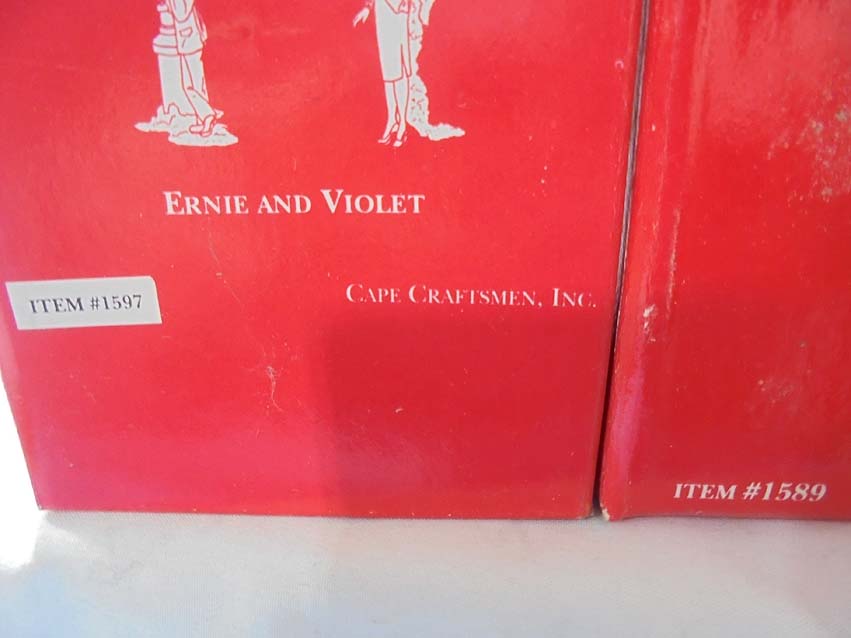 ERNIE AND VIOLET
ITEM #1597
CAPE CRAFTSMEN, INC.
ITEM #1589